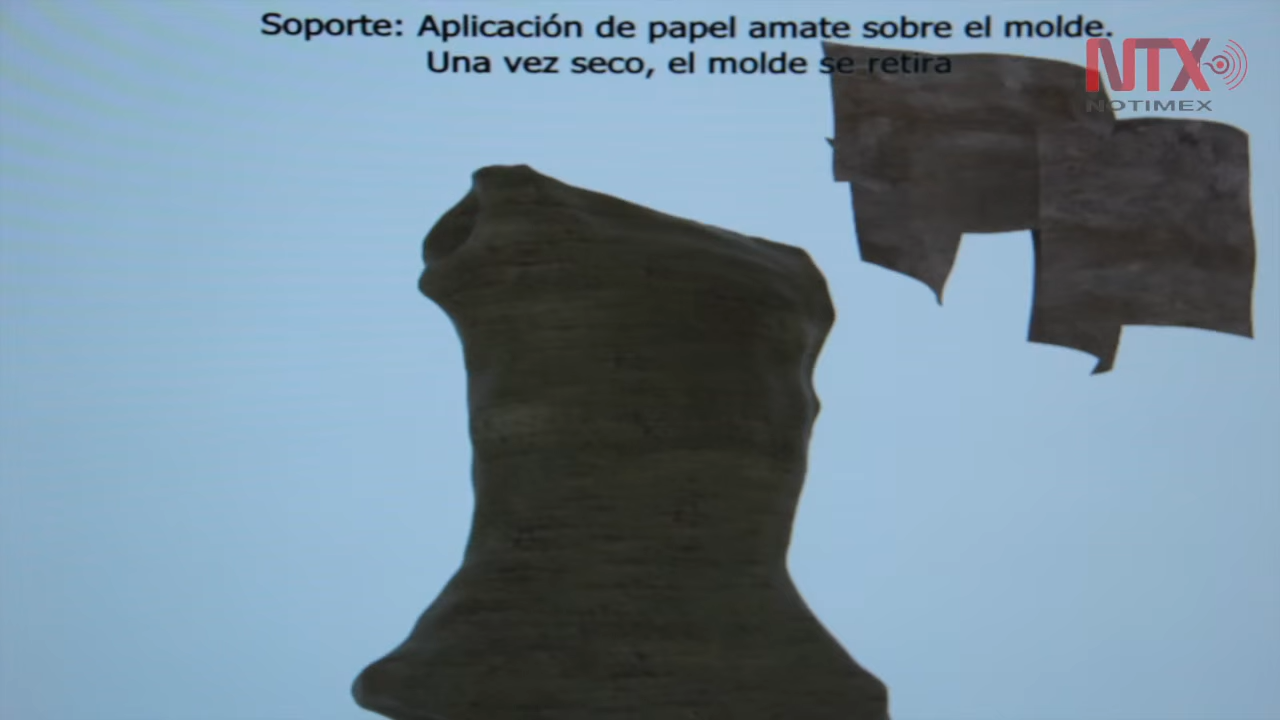 Soporte: Aplicación de papel amate sobre el molde.
Una vez seco, el molde se retira
NTX
NOTIMEX